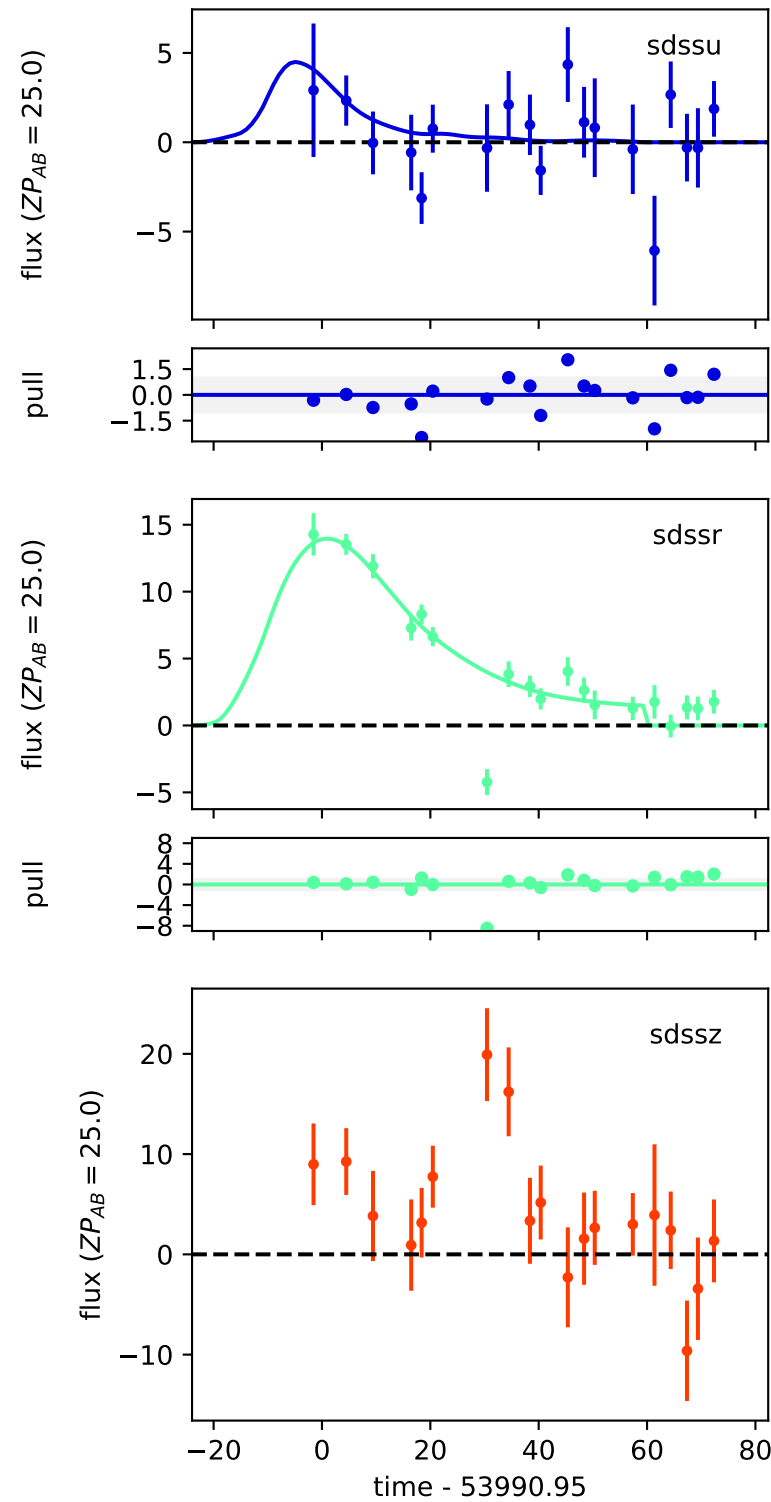 sdssu
flux (ZP_AB = 25.0)
5
0
−5
pull
1.5
0.0
−1.5
sdssr
flux (ZP_AB = 25.0)
15
10
5
0
−5
pull
8
4
0
−4
−8
sdssz
flux (ZP_AB = 25.0)
20
10
0
−10
−20 0 20 40 60 80
time - 53990.95